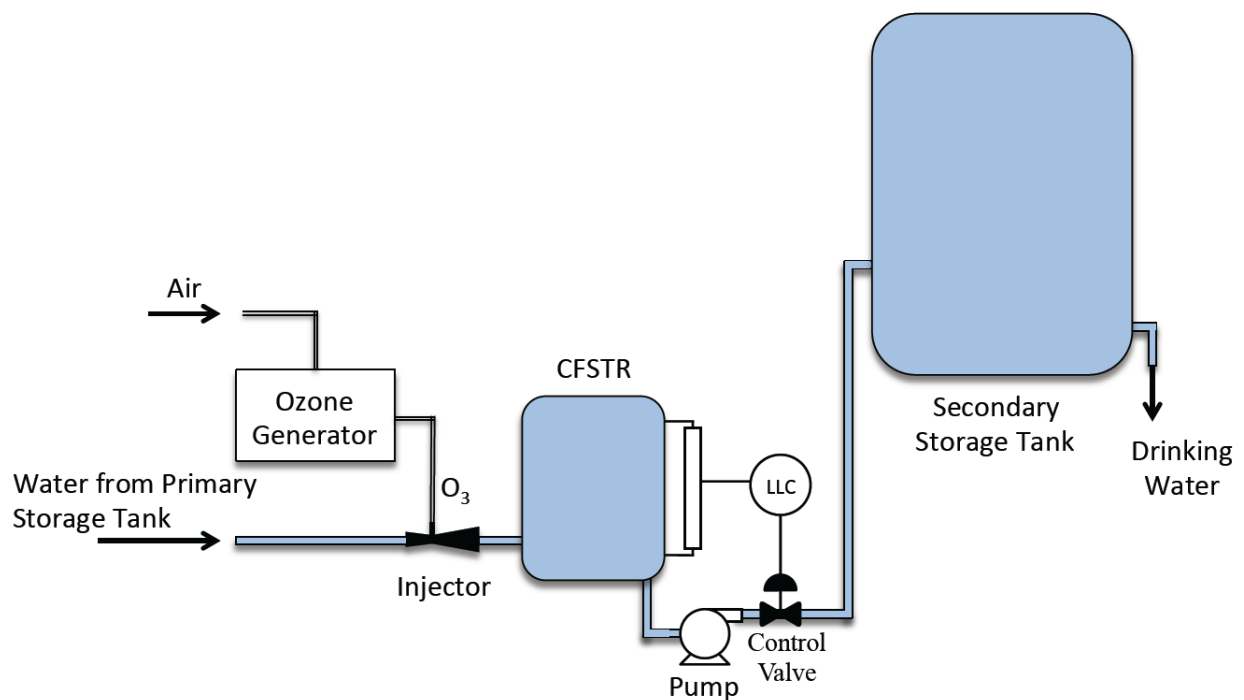 Air
Ozone
Generator
Water from Primary
Storage Tank
O₃
Injector
CFSTR
LLC
Control
Valve
Pump
Secondary
Storage Tank
Drinking
Water